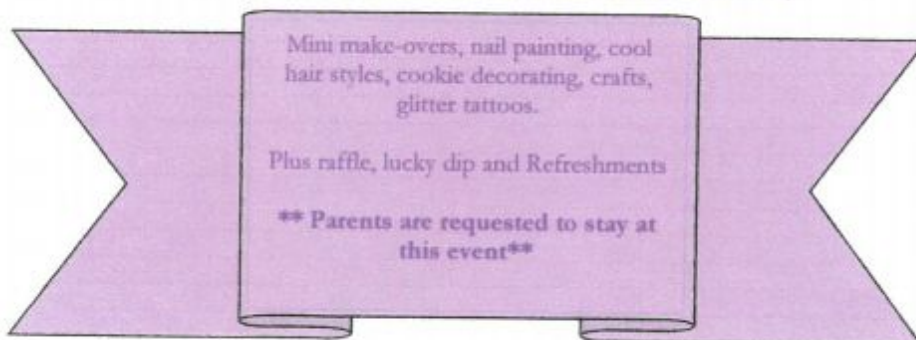 Mini make-overs, nail painting, cool
hair styles, cookie decorating, crafts,
glitter tattoos.
Plus raffle, lucky dip and Refreshments
** Parents are requested to stay at
this event**